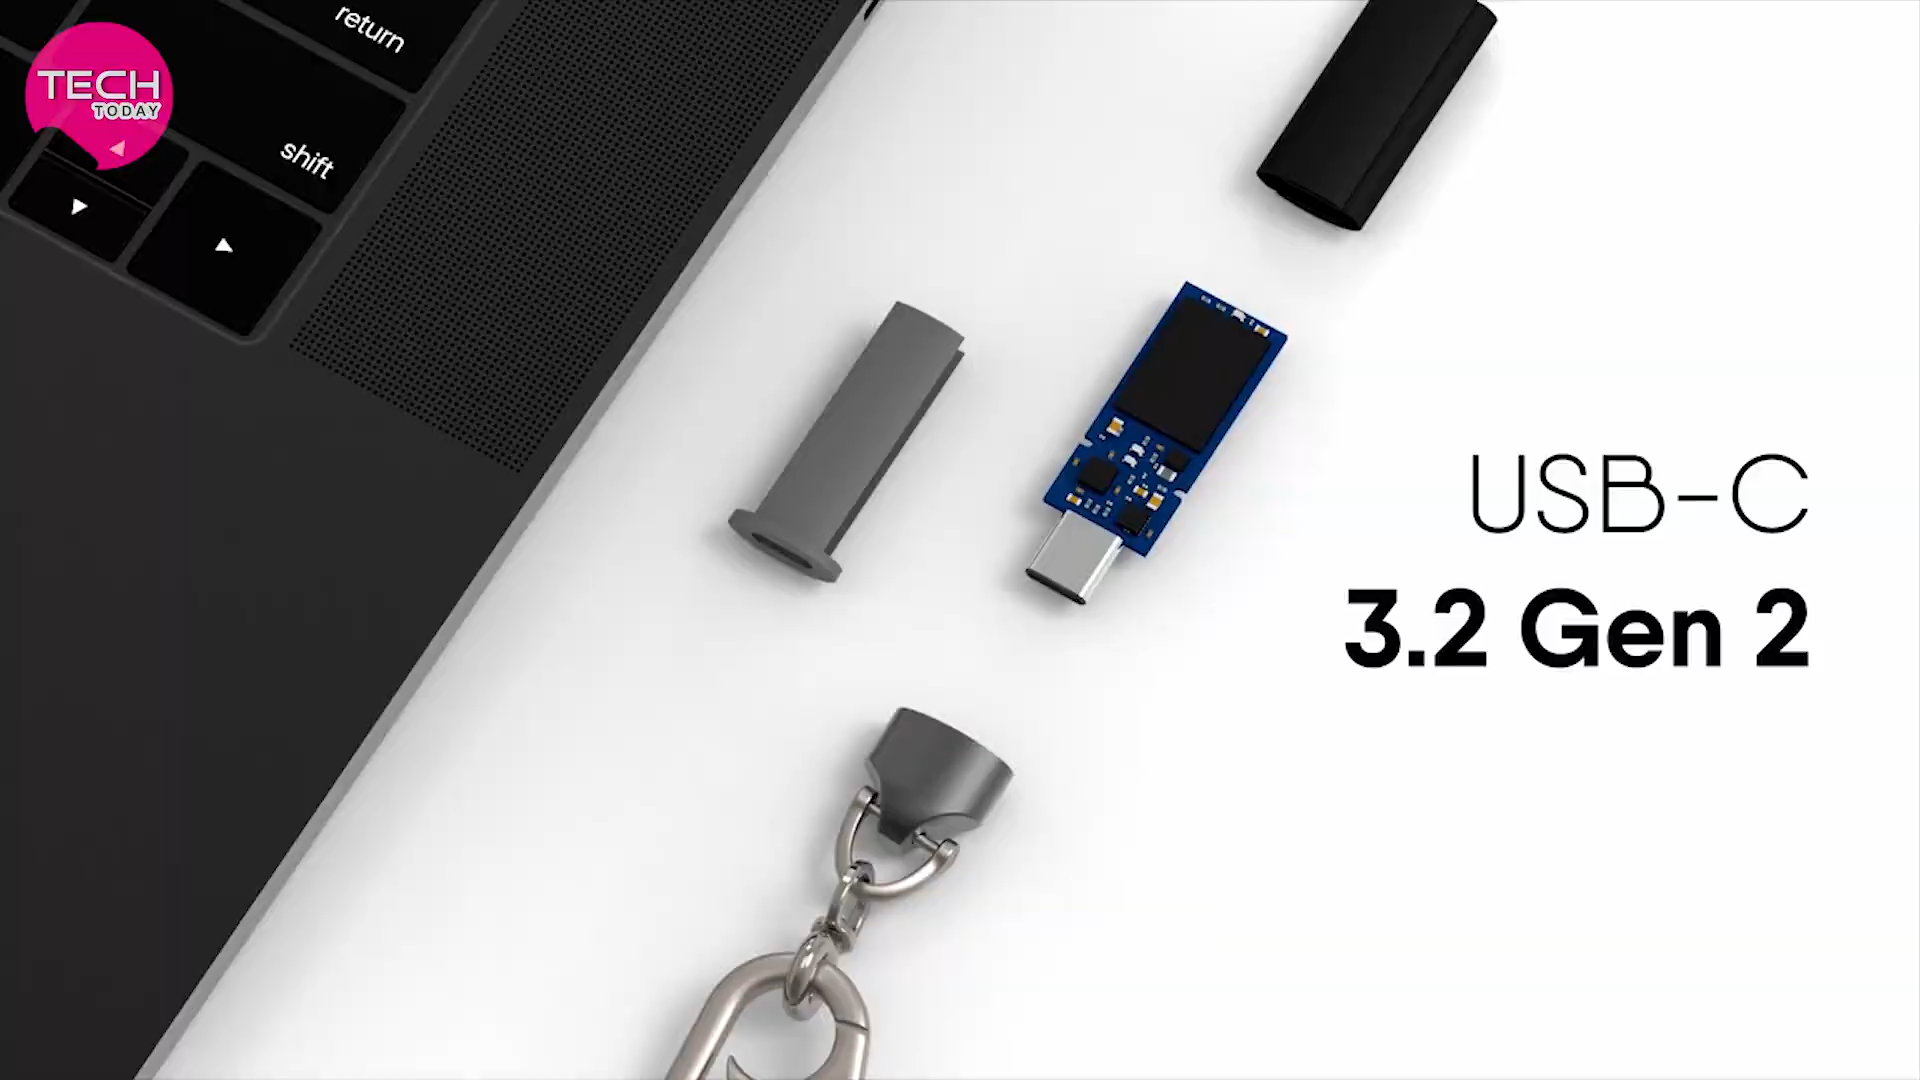 return
TECH
TODAY
shift
USB-C
3.2 Gen 2